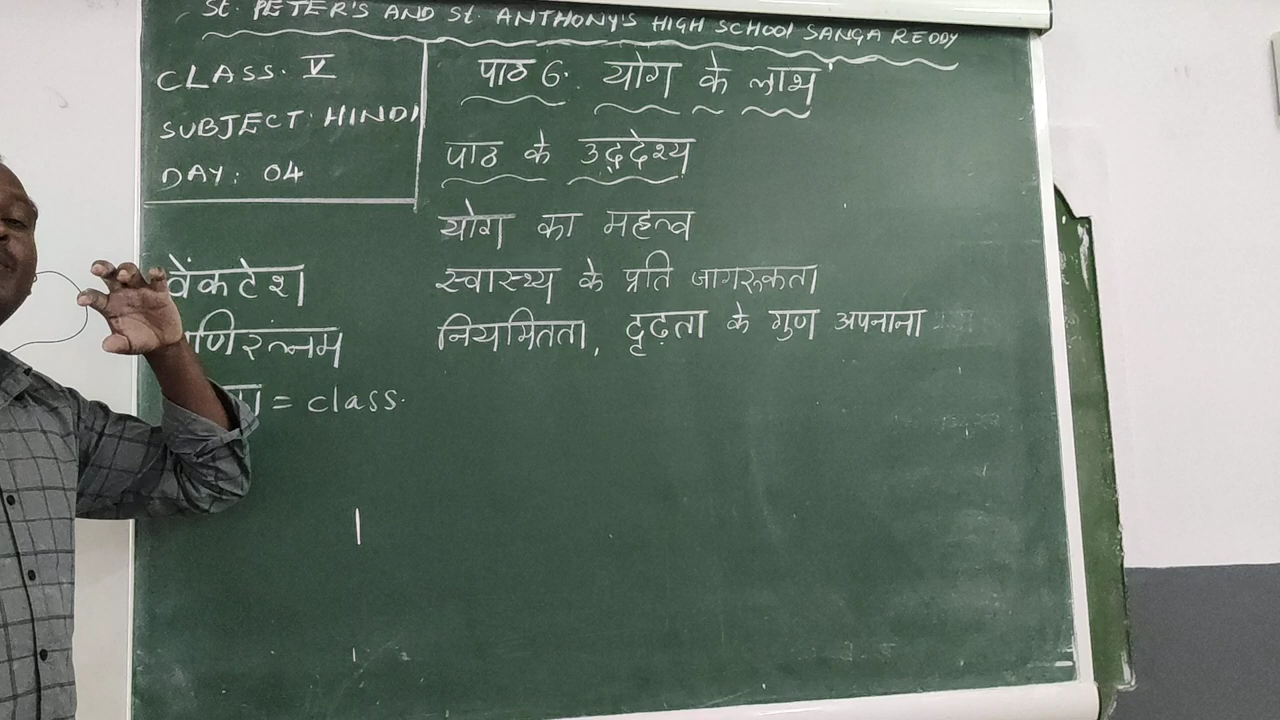 St. PETER'S AND St. ANTHONY'S HIGH SCHOOL SANGA REDDY
CLASS. V
SUBJECT: HINDI
DAY: 04
पाठ 6. योग के लाभ
पाठ के उद्देश्य
योग का महत्व
स्वास्थ्य के प्रति जागरूकता
नियमितता, दृढ़ता के गुण अपनाना
वेंकटेश
= class.